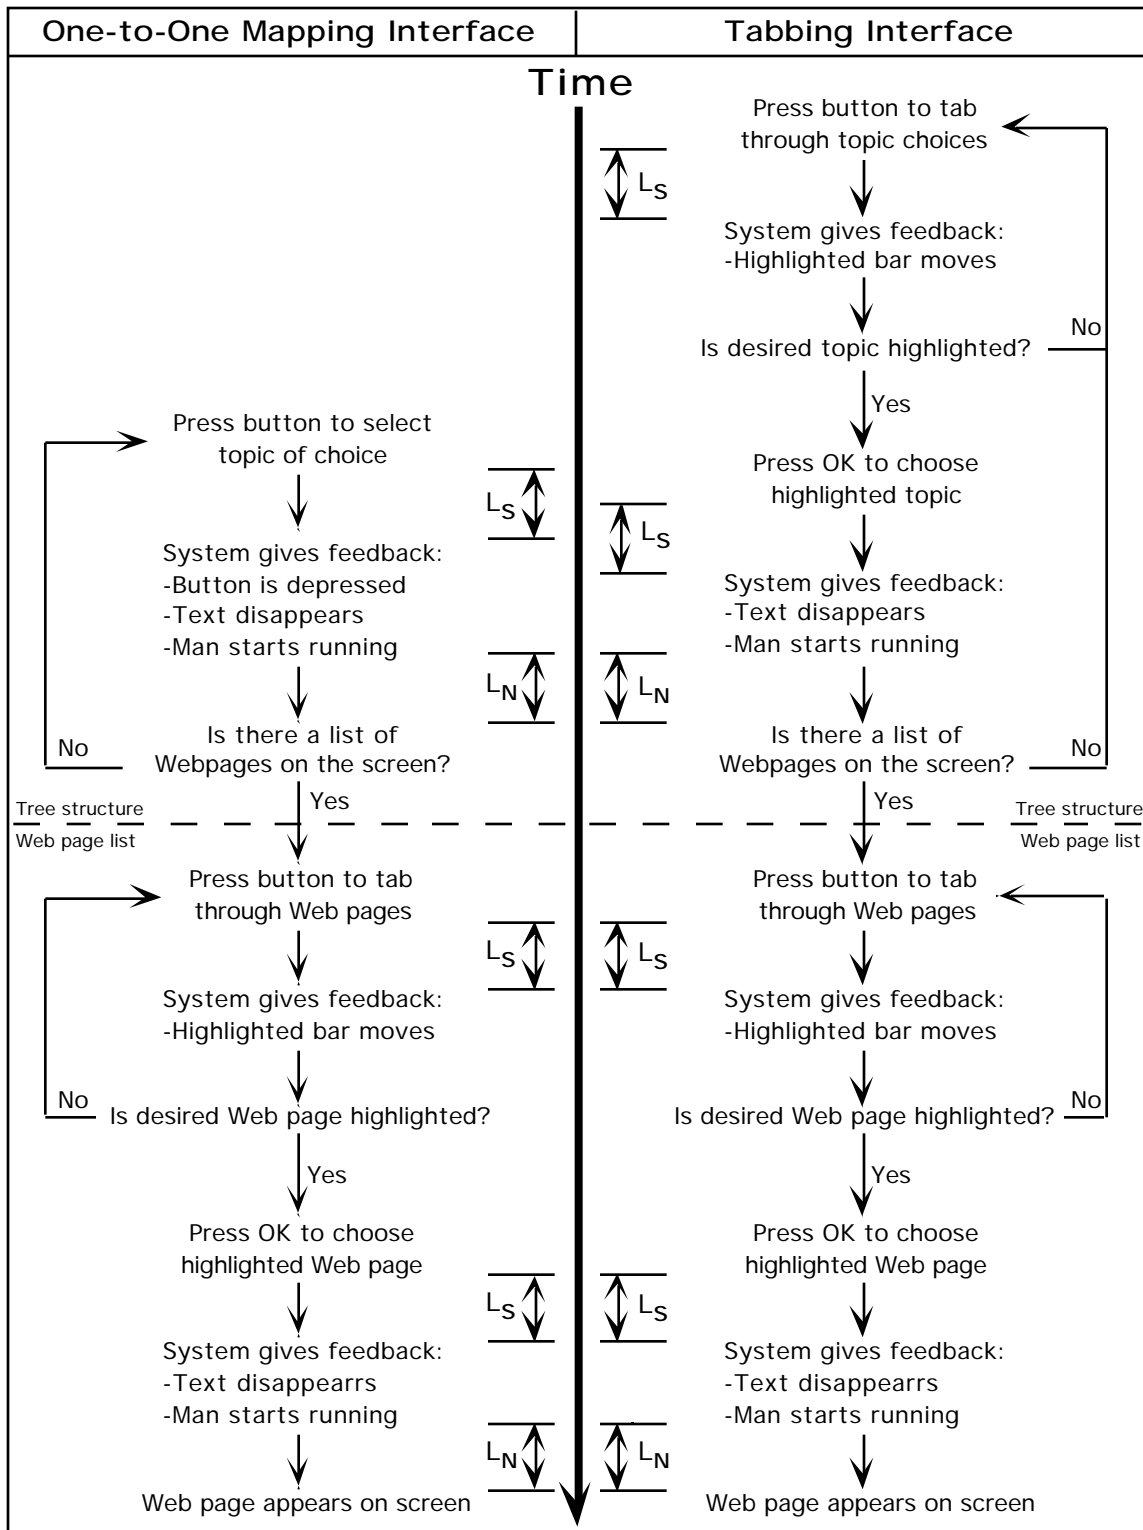 One-to-One Mapping Interface
Tabbing Interface
Time
Press button to tab
through topic choices
LS
System gives feedback:
-Highlighted bar moves
No
Is desired topic highlighted?
Yes
Press button to select
topic of choice
Press OK to choose
highlighted topic
LS
LS
System gives feedback:
-Button is depressed
-Text disappears
-Man starts running
System gives feedback:
-Text disappears
-Man starts running
LN
LN
Is there a list of
Webpages on the screen?
No
Is there a list of
Webpages on the screen?
No
Yes
Yes
Tree structure
Web page list
Tree structure
Web page list
Press button to tab
through Web pages
Press button to tab
through Web pages
LS
LS
System gives feedback:
-Highlighted bar moves
System gives feedback:
-Highlighted bar moves
No
Is desired Web page highlighted?
Is desired Web page highlighted?
No
Yes
Yes
Press OK to choose
highlighted Web page
Press OK to choose
highlighted Web page
LS
LS
System gives feedback:
-Text disappearrs
-Man starts running
System gives feedback:
-Text disappearrs
-Man starts running
LN
LN
Web page appears on screen
Web page appears on screen